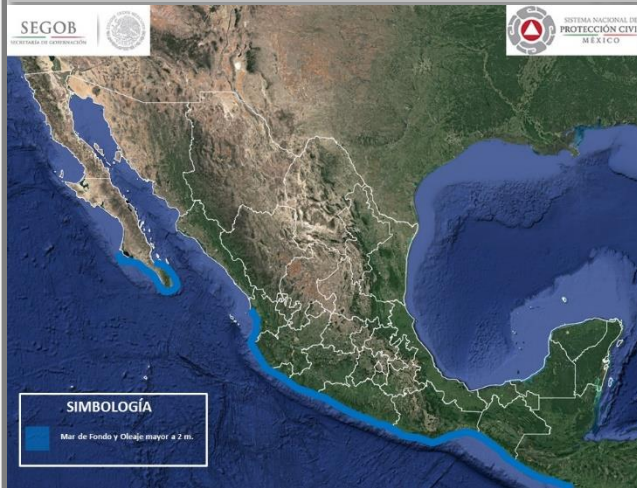 SEGOB
SECRETARÍA DE GOBERNACIÓN
SISTEMA NACIONAL DE
PROTECCIÓN CIVI
MÉXICO
SIMBOLOGÍA
Mar de Fondo y Oleaje mayor a 2 m.